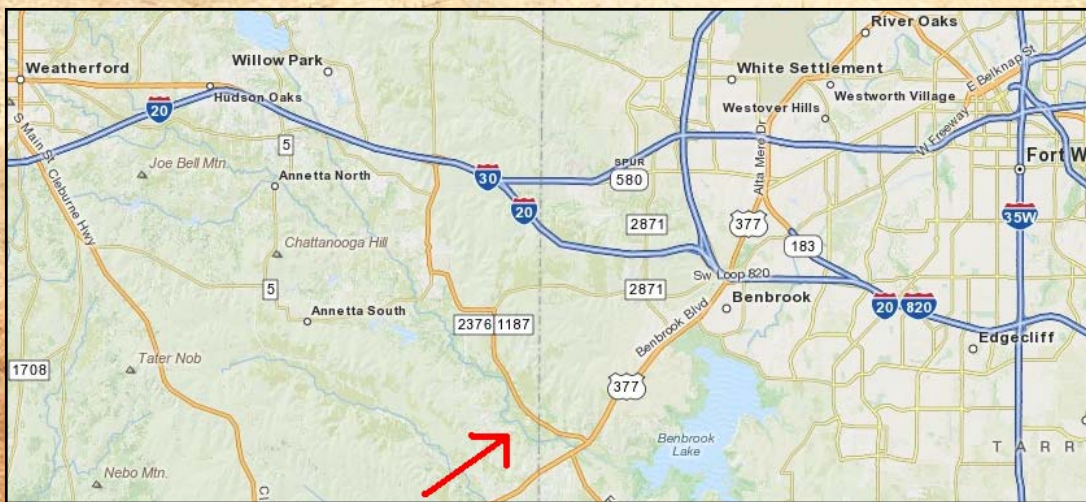 River Oaks
Weatherford
Willow Park
White Settlement
E Belknap St
Hudson Oaks
Westworth Village
Westover Hills
20
S Main St
5
Joe Bell Mtn.
SPUR
580
W Freeway
Fort W
30
Alta Mere Dr
Annetta North
20
2871
377
35W
Cleburne Hwy
183
Chattanooga Hill
Sw Loop 820
5
2871
Benbrook
20
820
Annetta South
2376
1187
Benbrook Blvd
Edgecliff
Tater Nob
1708
377
Benbrook
Lake
TARR
Nebo Mtn.